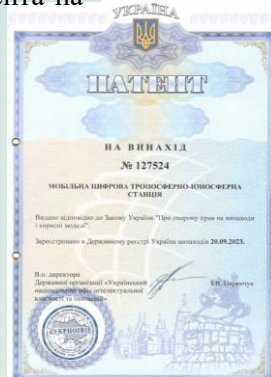 УКРАЇНА
ПАТЕНТ
НА ВИНАХІД
№ 127524
МОБІЛЬНА ЦИФРОВА ТРОПОСФЕРНО-ІОНОСФЕРНА
СТАНЦІЯ
Видано відповідно до Закону України "Про охорону прав на винаходи
і корисні моделі".
Зареєстровано в Державному реєстрі України винаходів 20.09.2023.
В.о. директора
Державної організації «Український
національний офіс інтелектуальної
власності та інновацій»
УКРНОІВІ